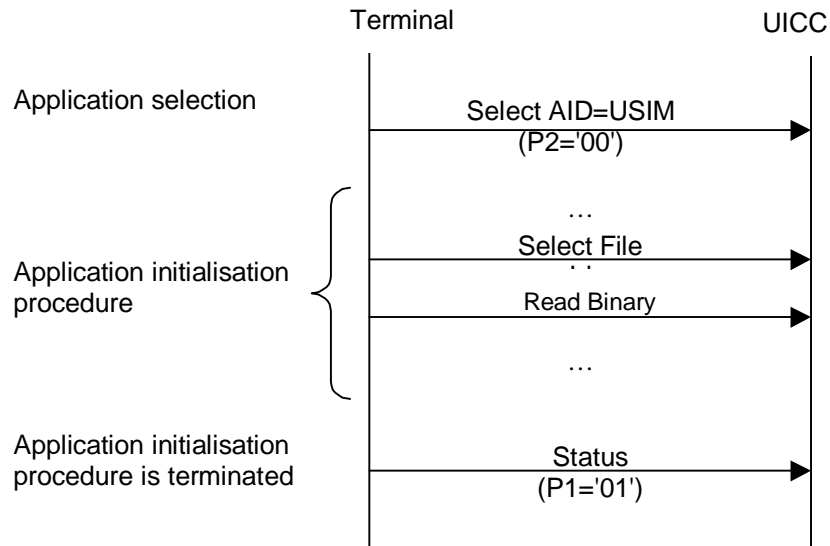 Terminal
UICC
Application selection
Select AID=USIM
(P2='00')
...
Select File
. .
Application initialisation
procedure
Read Binary
...
Application initialisation
procedure is terminated
Status
(P1='01')